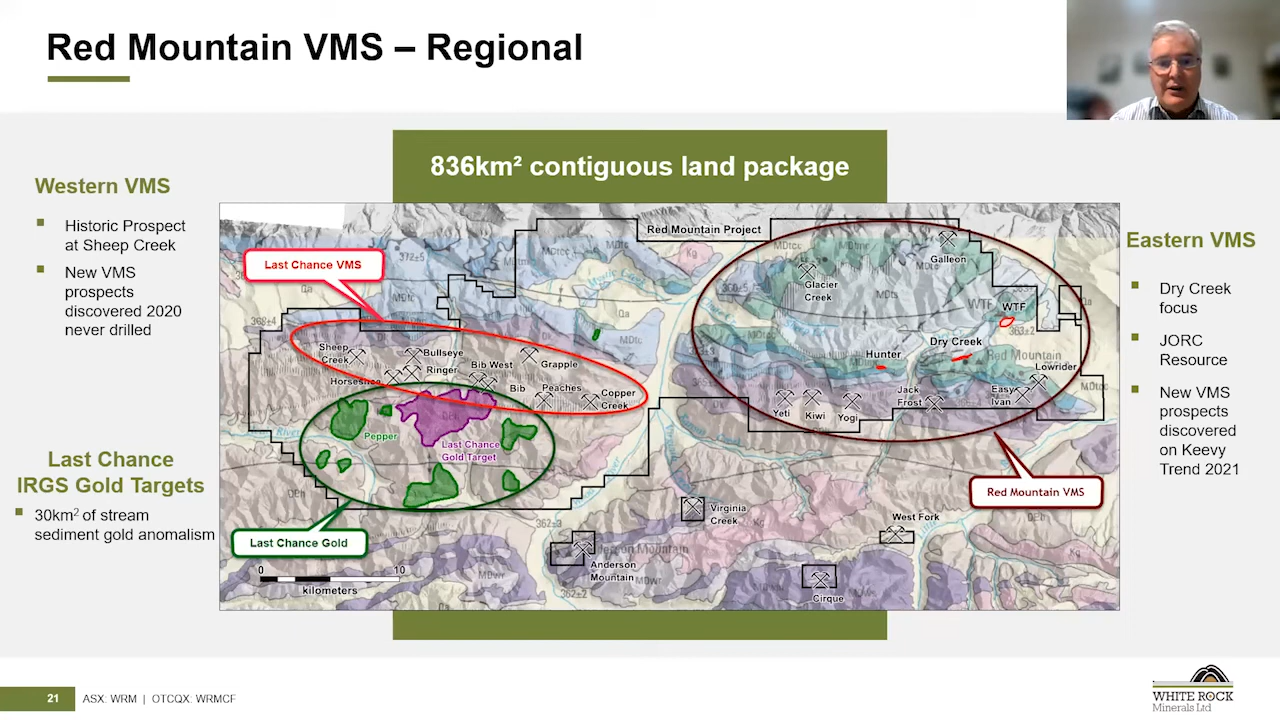 Red Mountain VMS – Regional
836km² contiguous land package
Western VMS
Historic Prospect
at Sheep Creek
New VMS
prospects
discovered 2020
never drilled
Last Chance
IRGS Gold Targets
30km² of stream
sediment gold anomalism
Red Mountain Project
Last Chance VMS
Galleon
Glacier
Creek
WTF
Dry Creek
Hunter
Red Mountain
Lowrider
Sheep
Creek
Bullseye
Ringer
Bib West
Grapple
Horseshoe
Bib
Peaches
Copper
Creek
Jack
Frost
Easy
Ivan
Yeti
Kiwi
Yogi
Pepper
Last Chance
Gold Target
Red Mountain VMS
Virginia
Creek
West Fork
Last Chance Gold
Anderson
Mountain
Cirque
0
10
kilometers
Eastern VMS
Dry Creek
focus
JORC
Resource
New VMS
prospects
discovered
on Keevy
Trend 2021
21
ASX: WRM | OTCQX: WRMCF
WHITE ROCK
Minerals Ltd